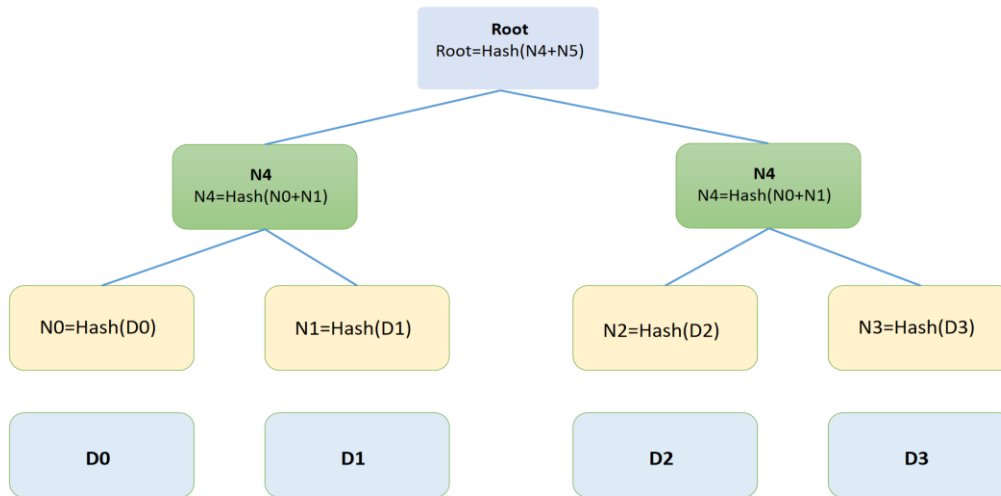 Root
Root=Hash(N4+N5)
N4
N4=Hash(N0+N1)
N4
N4=Hash(N0+N1)
N0=Hash(D0)
N1=Hash(D1)
N2=Hash(D2)
N3=Hash(D3)
D0
D1
D2
D3